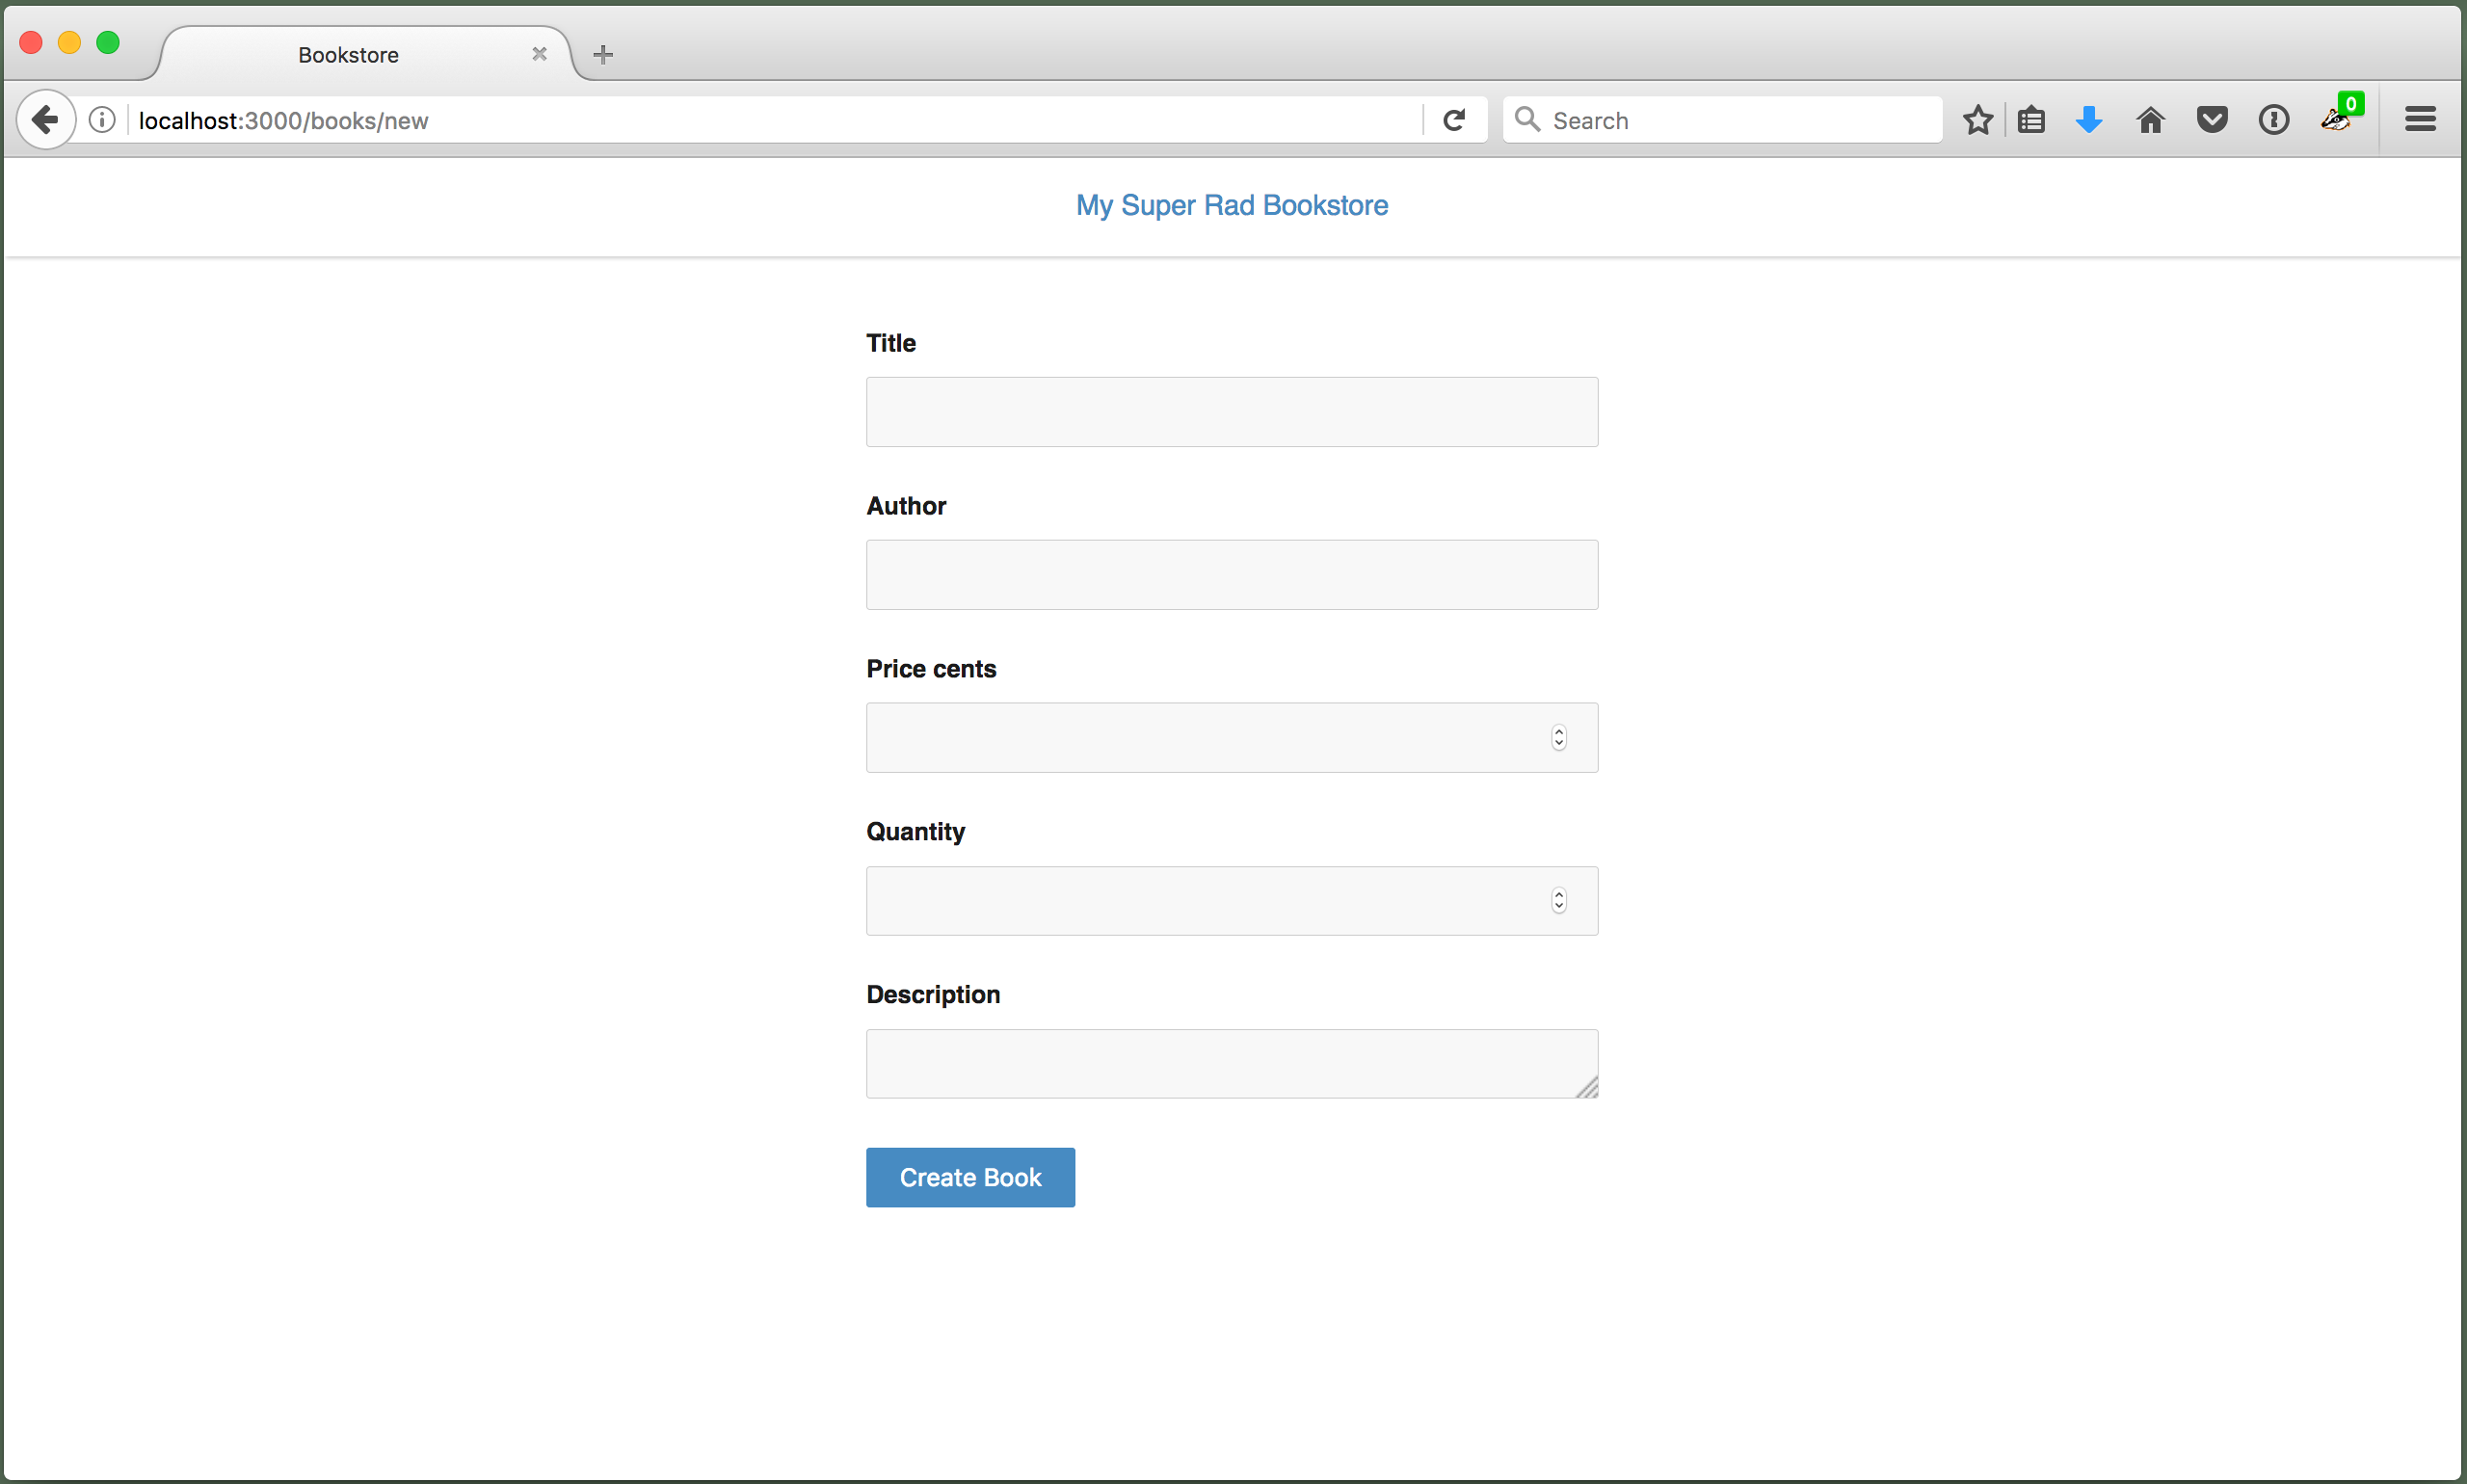 Bookstore
localhost:3000/books/new
Search
0
My Super Rad Bookstore
Title
Author
Price cents
Quantity
Description
Create Book